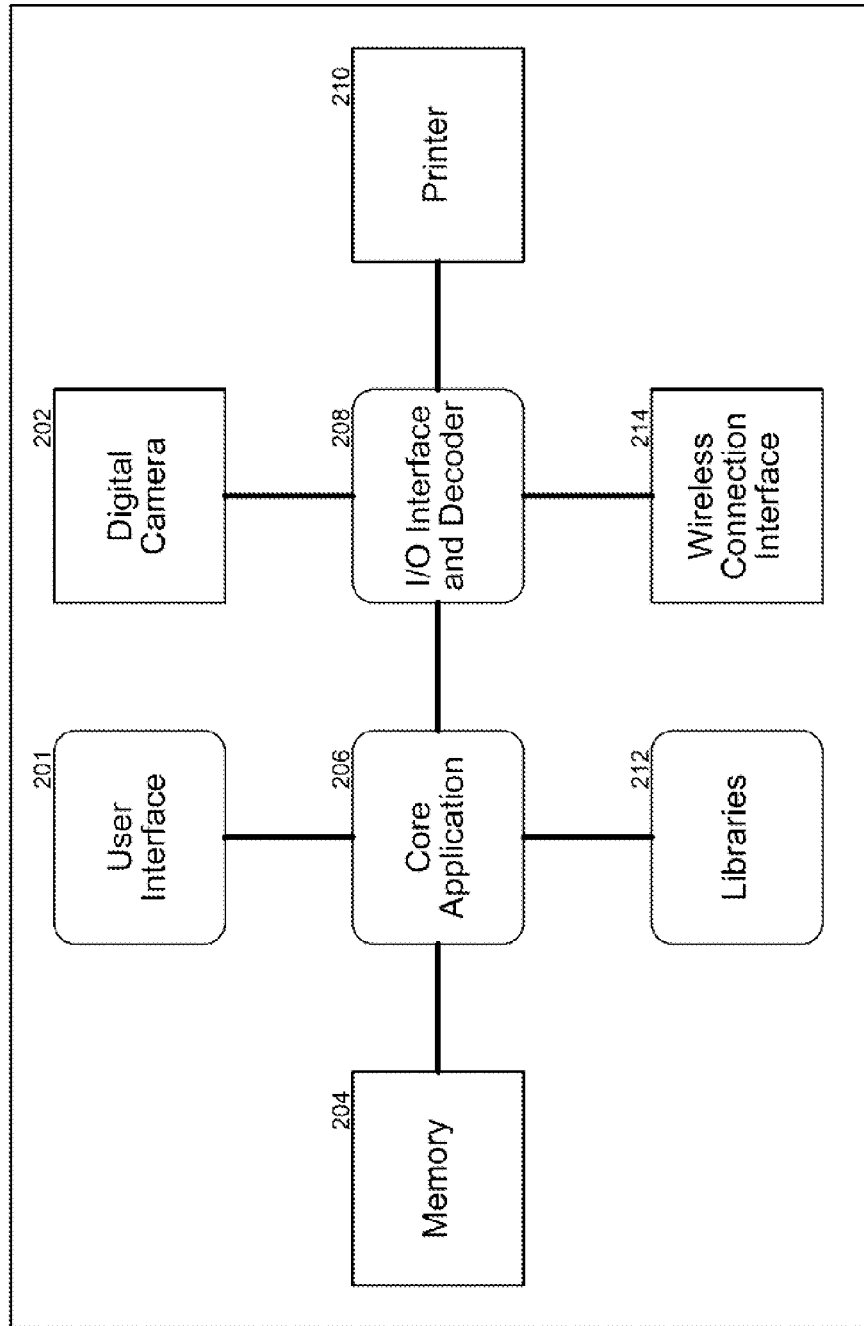 201
User
Interface
202
Digital
Camera
204
Memory
206
Core
Application
208
I/O Interface
and Decoder
210
Printer
212
Libraries
214
Wireless
Connection
Interface